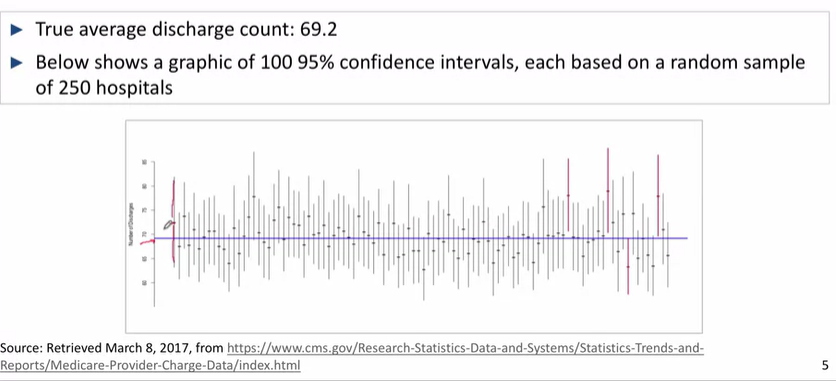 ► True average discharge count: 69.2
► Below shows a graphic of 100 95% confidence intervals, each based on a random sample
of 250 hospitals
Number of Discharges
Source: Retrieved March 8, 2017, from https://www.cms.gov/Research-Statistics-Data-and-Systems/Statistics-Trends-and-
Reports/Medicare-Provider-Charge-Data/index.html
5